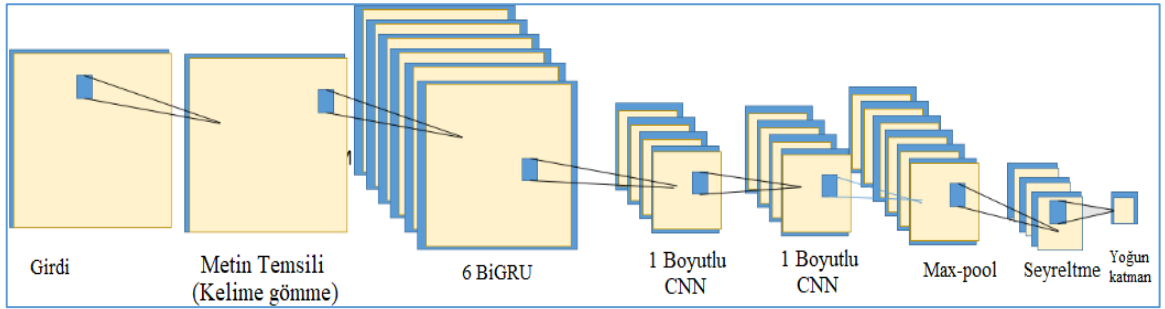 Girdi
Metin Temsili
(Kelime gömme)
6 BiGRU
1 Boyutlu
CNN
1 Boyutlu
CNN
Max-pool
Seyreltme
Yoğun
katman